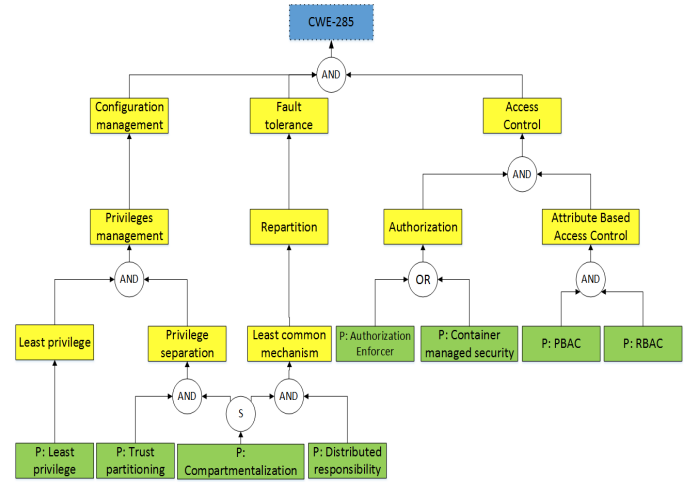 CWE-285
AND
Configuration
management
Fault
tolerance
Access
Control
AND
Privileges
management
Repartition
Authorization
Attribute Based
Access Control
AND
OR
AND
Least privilege
Privilege
separation
Least common
mechanism
P: Authorization
Enforcer
P: Container
managed security
P: PBAC
P: RBAC
AND
S
AND
P: Least
privilege
P: Trust
partitioning
P:
Compartmentalization
P: Distributed
responsibility